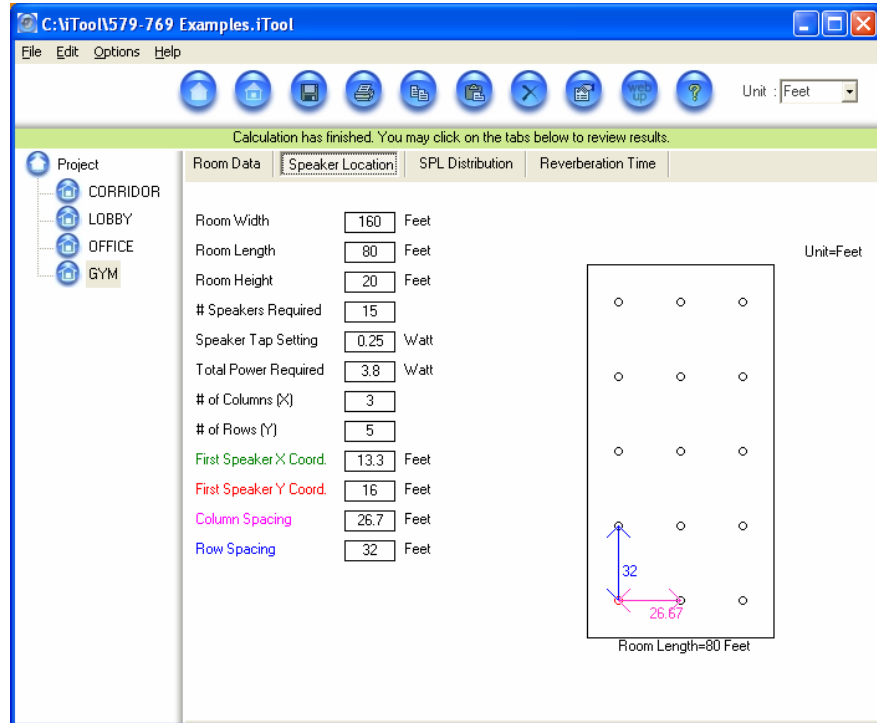 C:\iTool\579-769 Examples.iTool
File Edit Options Help
web up ? Unit : Feet
Calculation has finished. You may click on the tabs below to review results.
Project
CORRIDOR
LOBBY
OFFICE
GYM
Room Data Speaker Location SPL Distribution Reverberation Time
Room Width 160 Feet
Room Length 80 Feet
Room Height 20 Feet
# Speakers Required 15
Speaker Tap Setting 0.25 Watt
Total Power Required 3.8 Watt
# of Columns (X) 3
# of Rows (Y) 5
First Speaker X Coord. 13.3 Feet
First Speaker Y Coord. 16 Feet
Column Spacing 26.7 Feet
Row Spacing 32 Feet
Unit=Feet
32
26.67
Room Length=80 Feet